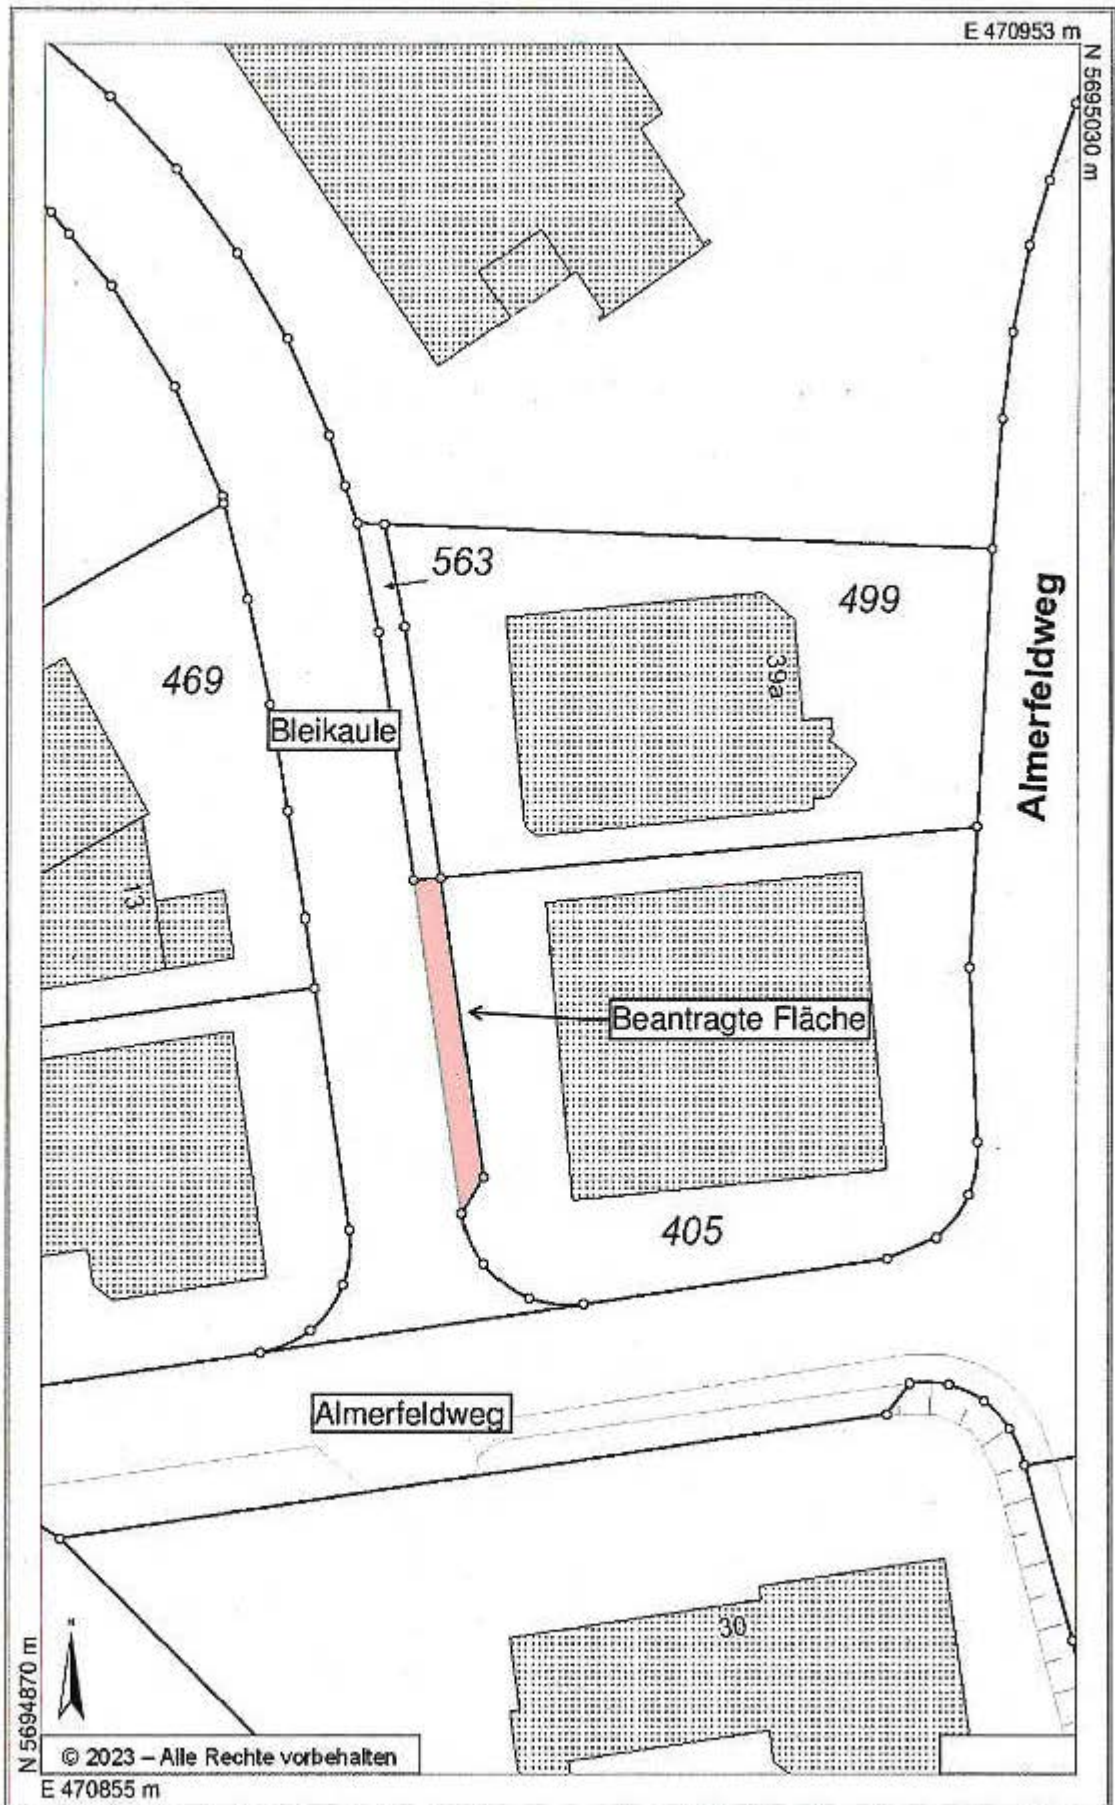 E 470953 m
N 5695030 m
563
499
39a
Almerfeldweg
469
Bleikaule
13
Beantragte Fläche
405
Almerfeldweg
30
N
N 5694870 m
© 2023 – Alle Rechte vorbehalten
E 470855 m